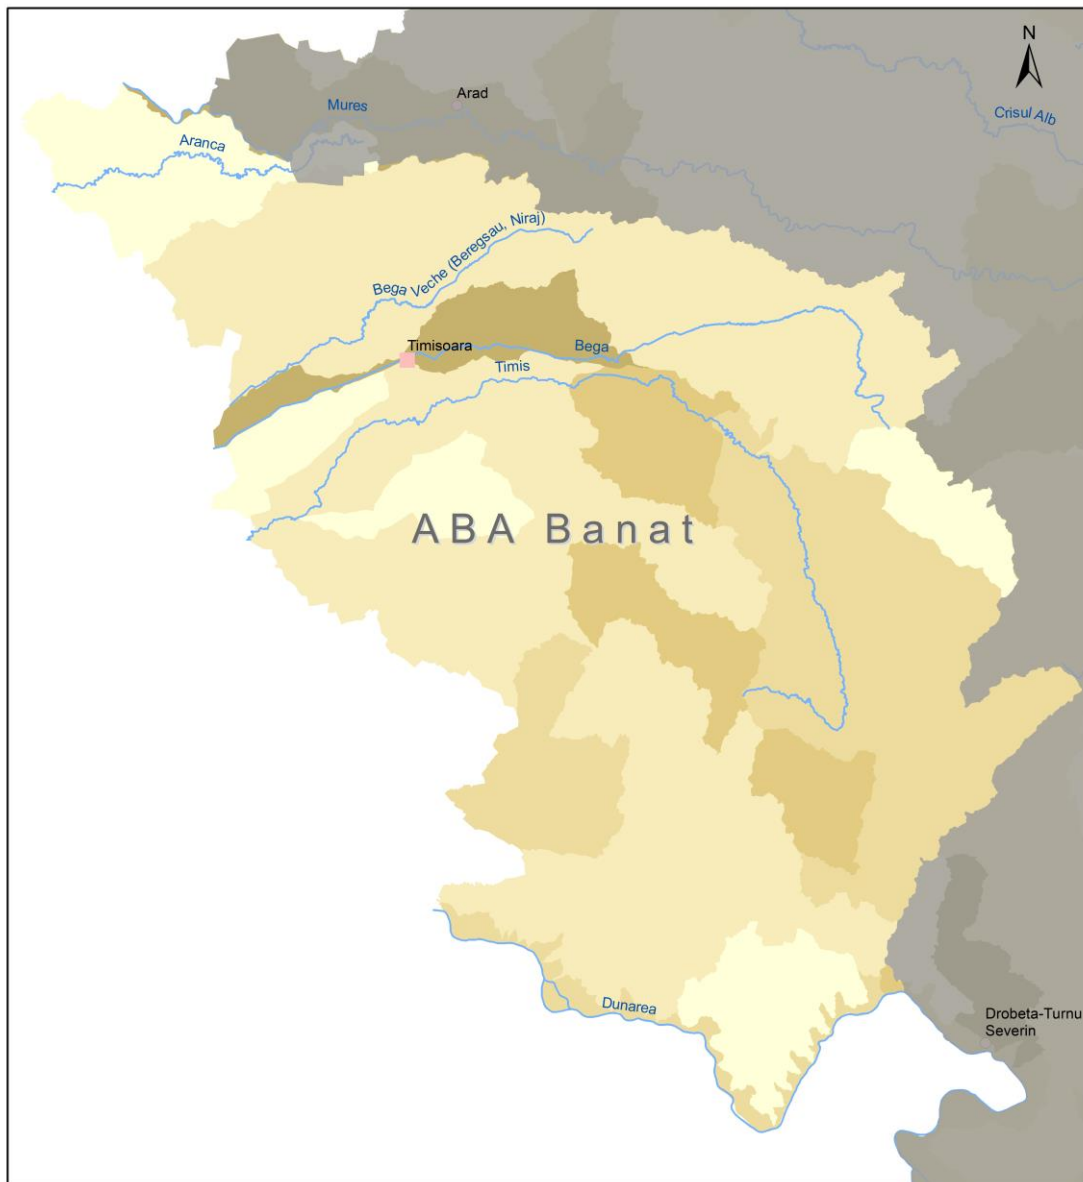 N
Arad
Mures
Crisul Alb
Aranca
Bega Veche (Beregsau, Niraj)
Timisoara
Bega
Timis
ABA Banat
Dunarea
Drobeta-Turnu
Severin